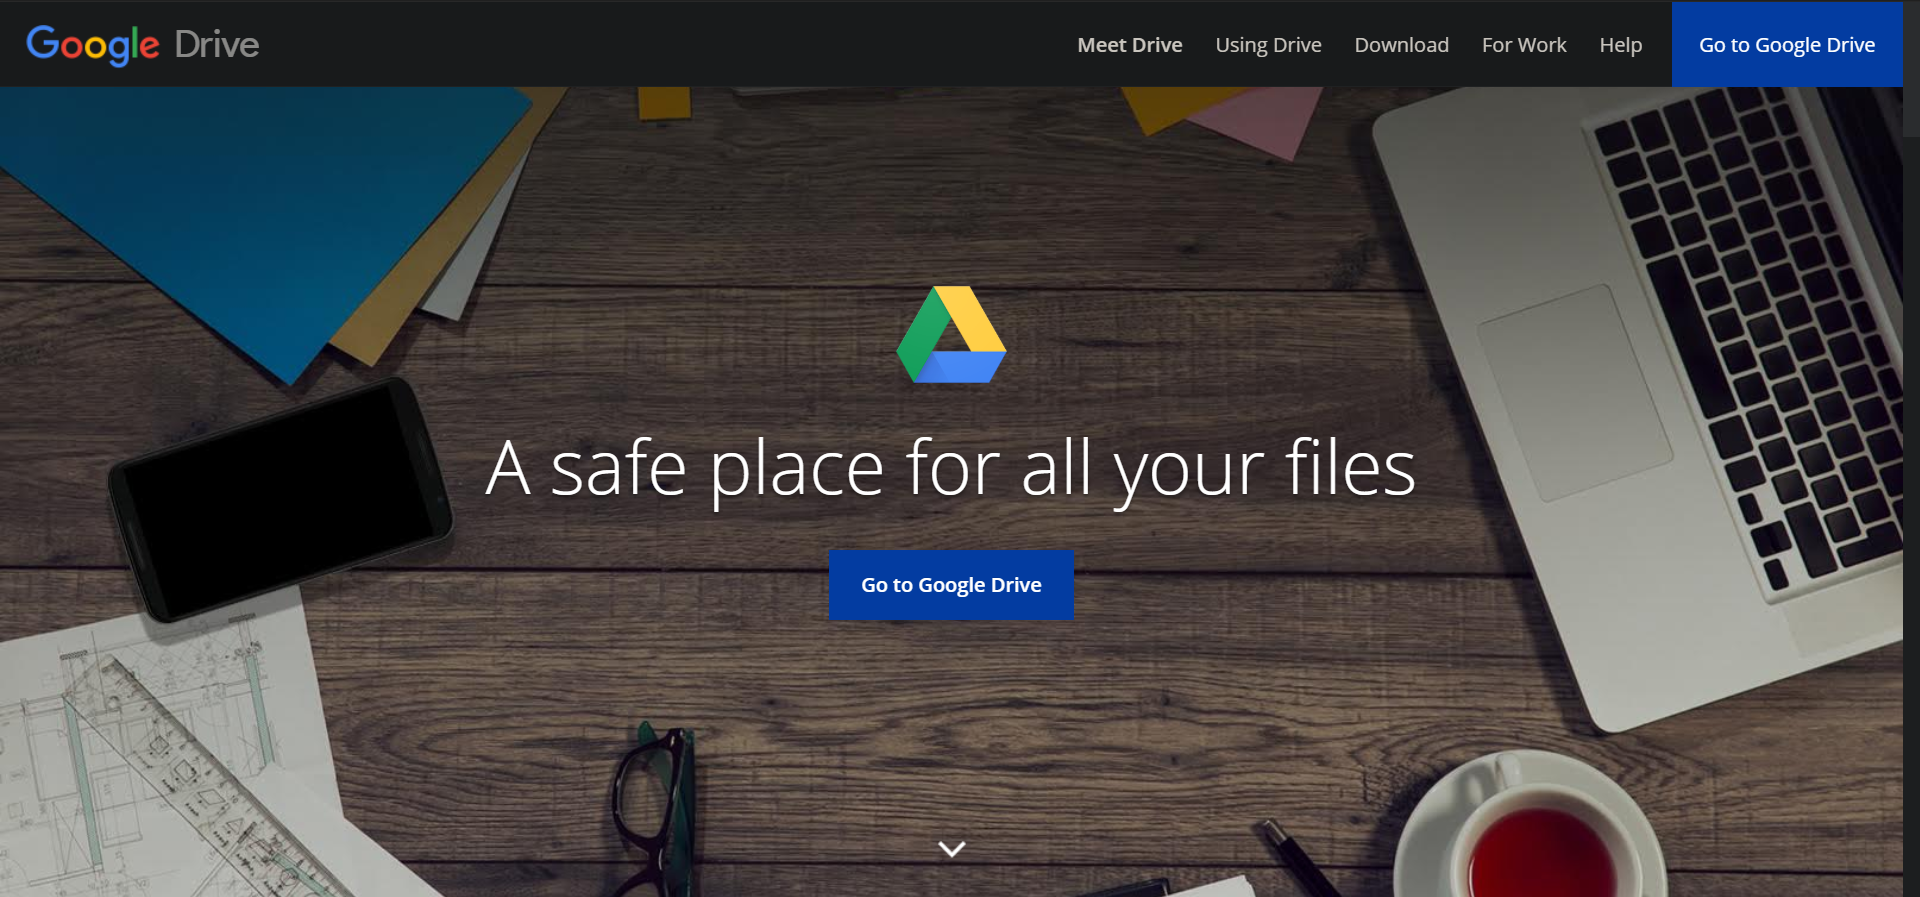 Google Drive
Meet Drive
Using Drive
Download
For Work
Help
Go to Google Drive
A safe place for all your files
Go to Google Drive